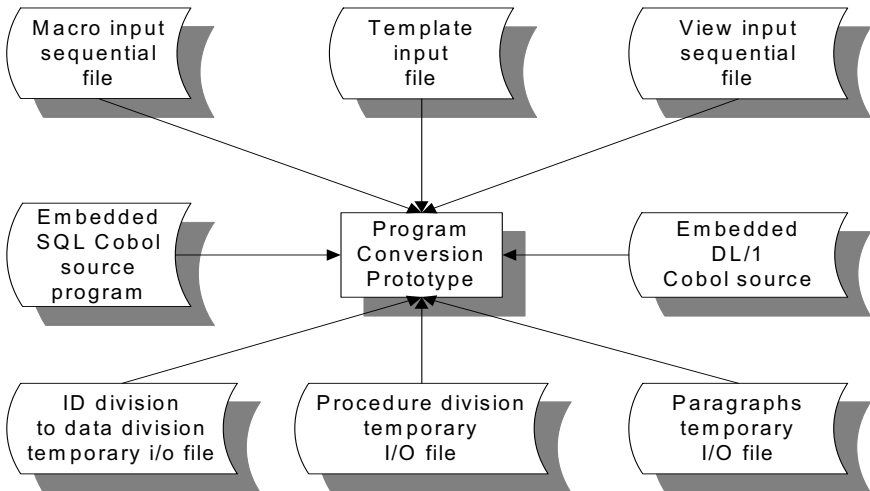 Macro input
sequential
file
Template
input
file
View input
sequential
file
Embedded
SQL Cobol
source
program
Program
Conversion
Prototype
Embedded
DL/1
Cobol source
ID division
to data division
temporary i/o file
Procedure division
temporary
I/O file
Paragraphs
temporary
I/O file